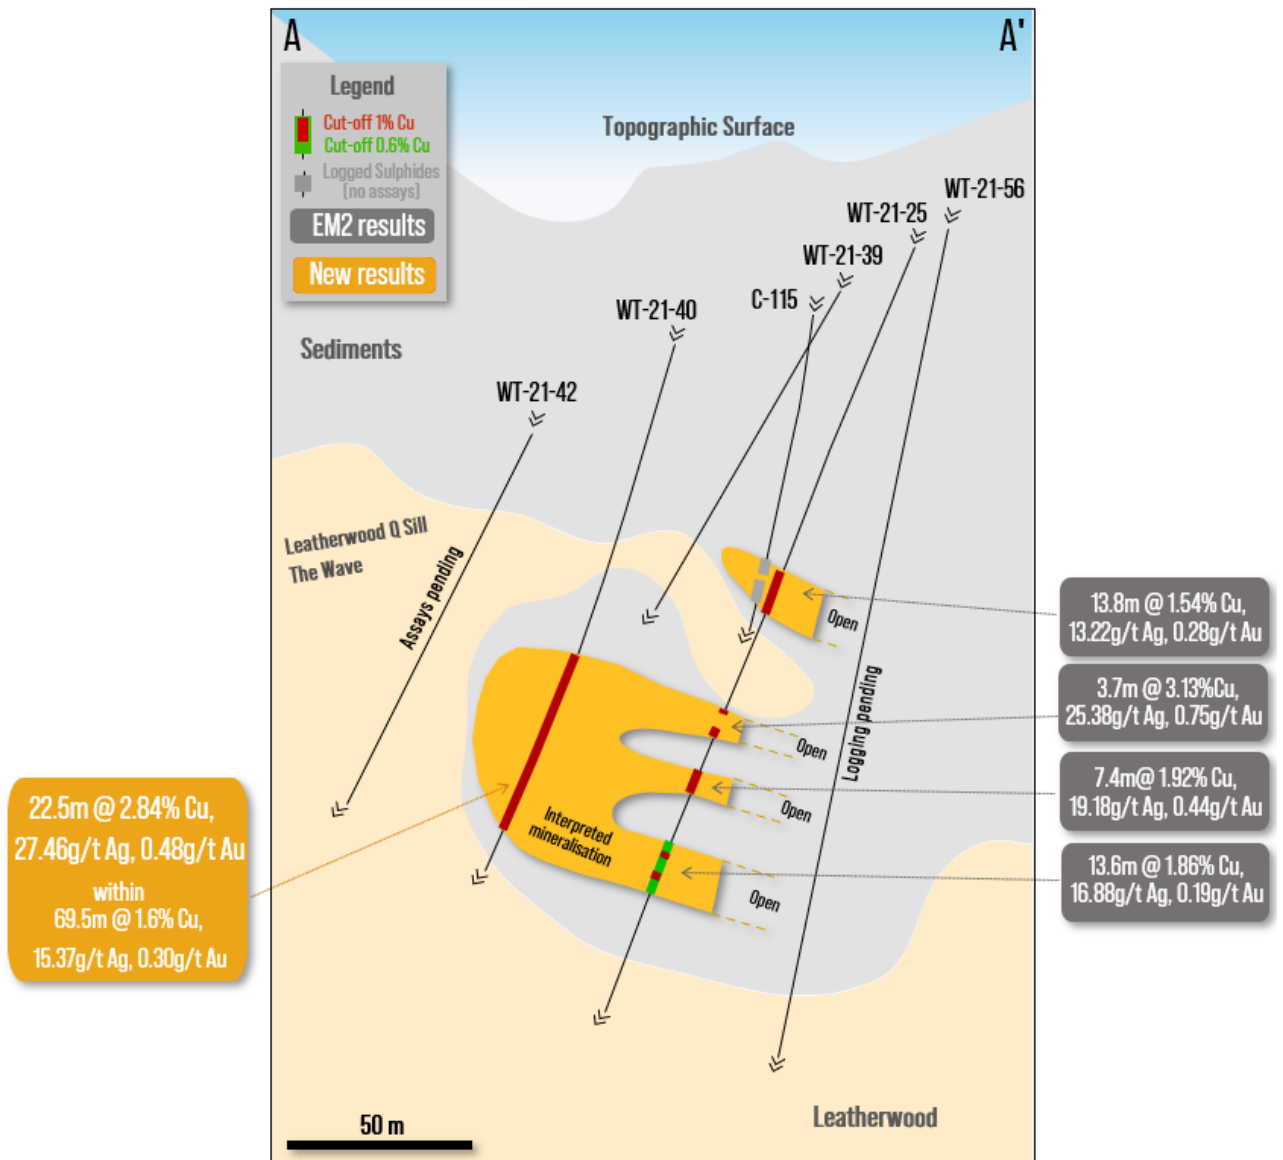 A
A'
Legend
Cut-off 1% Cu
Cut-off 0.6% Cu
Logged Sulphides
(no assays)
EM2 results
New results
Topographic Surface
WT-21-56
WT-21-25
WT-21-39
C-115
WT-21-40
WT-21-42
Sediments
Leatherwood Q Sill
The Wave
Assays pending
Logging pending
Open
Open
Open
Open
Interpreted
mineralisation
13.8m @ 1.54% Cu,
13.22g/t Ag, 0.28g/t Au
3.7m @ 3.13%Cu,
25.38g/t Ag, 0.75g/t Au
7.4m@ 1.92% Cu,
19.18g/t Ag, 0.44g/t Au
13.6m @ 1.86% Cu,
16.88g/t Ag, 0.19g/t Au
22.5m @ 2.84% Cu,
27.46g/t Ag, 0.48g/t Au
within
69.5m @ 1.6% Cu,
15.37g/t Ag, 0.30g/t Au
50 m
Leatherwood